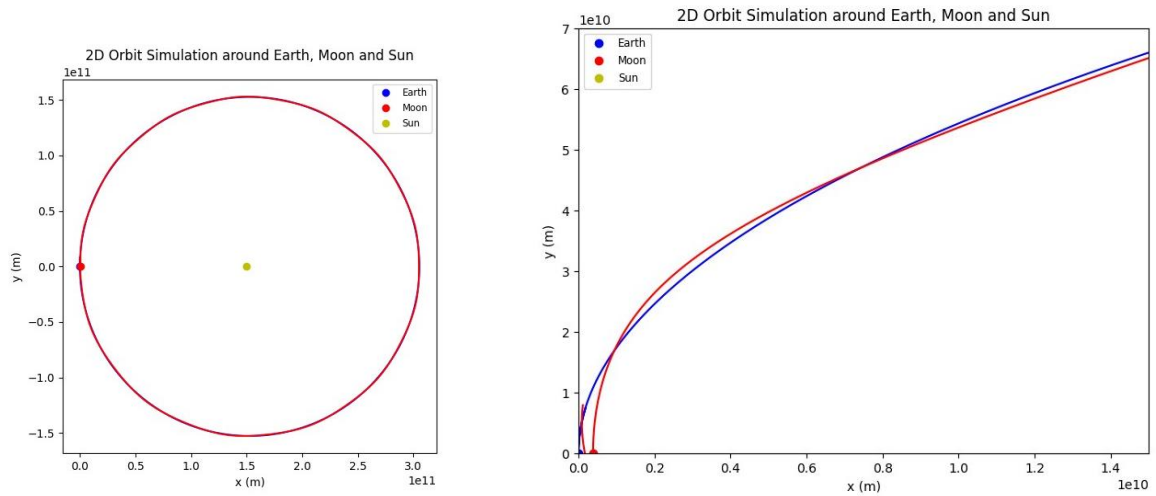 2D Orbit Simulation around Earth, Moon and Sun
1e11
1.5
1.0
0.5
0.0
−0.5
−1.0
−1.5
y (m)
0.0
0.5
1.0
1.5
2.0
2.5
3.0
1e11
x (m)
Earth
Moon
Sun
2D Orbit Simulation around Earth, Moon and Sun
1e10
7
6
5
4
3
2
1
0
y (m)
0.0
0.2
0.4
0.6
0.8
1.0
1.2
1.4
1e10
x (m)
Earth
Moon
Sun